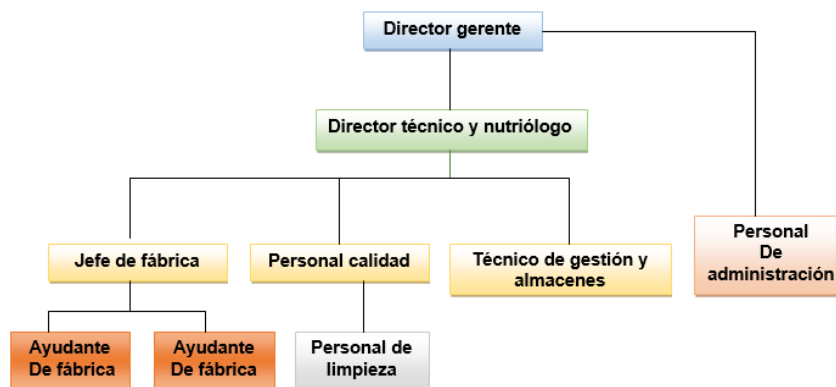 Director gerente
Director técnico y nutriólogo
Jefe de fábrica
Personal calidad
Técnico de gestión y
almacenes
Personal
De
administración
Ayudante
De fábrica
Ayudante
De fábrica
Personal de
limpieza